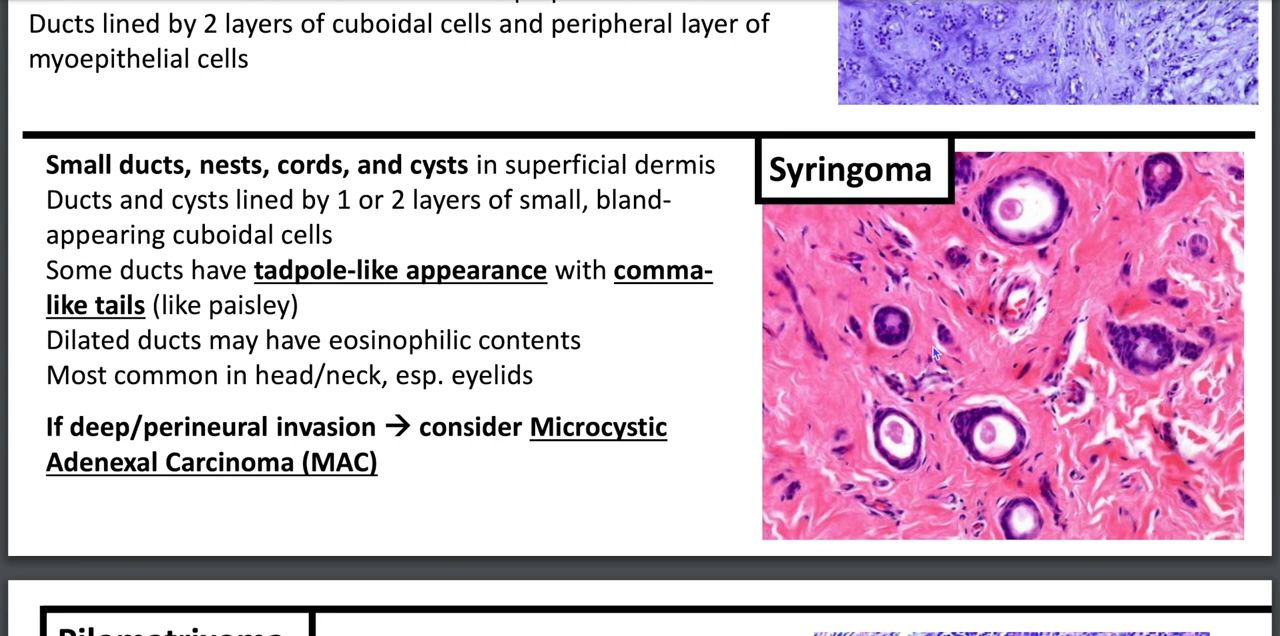 Ducts lined by 2 layers of cuboidal cells and peripheral layer of
myoepithelial cells
Small ducts, nests, cords, and cysts in superficial dermis
Ducts and cysts lined by 1 or 2 layers of small, bland-
appearing cuboidal cells
Some ducts have tadpole-like appearance with comma-
like tails (like paisley)
Dilated ducts may have eosinophilic contents
Most common in head/neck, esp. eyelids
If deep/perineural invasion → consider Microcystic
Adenexal Carcinoma (MAC)
Syringoma
Pilomatrixoma